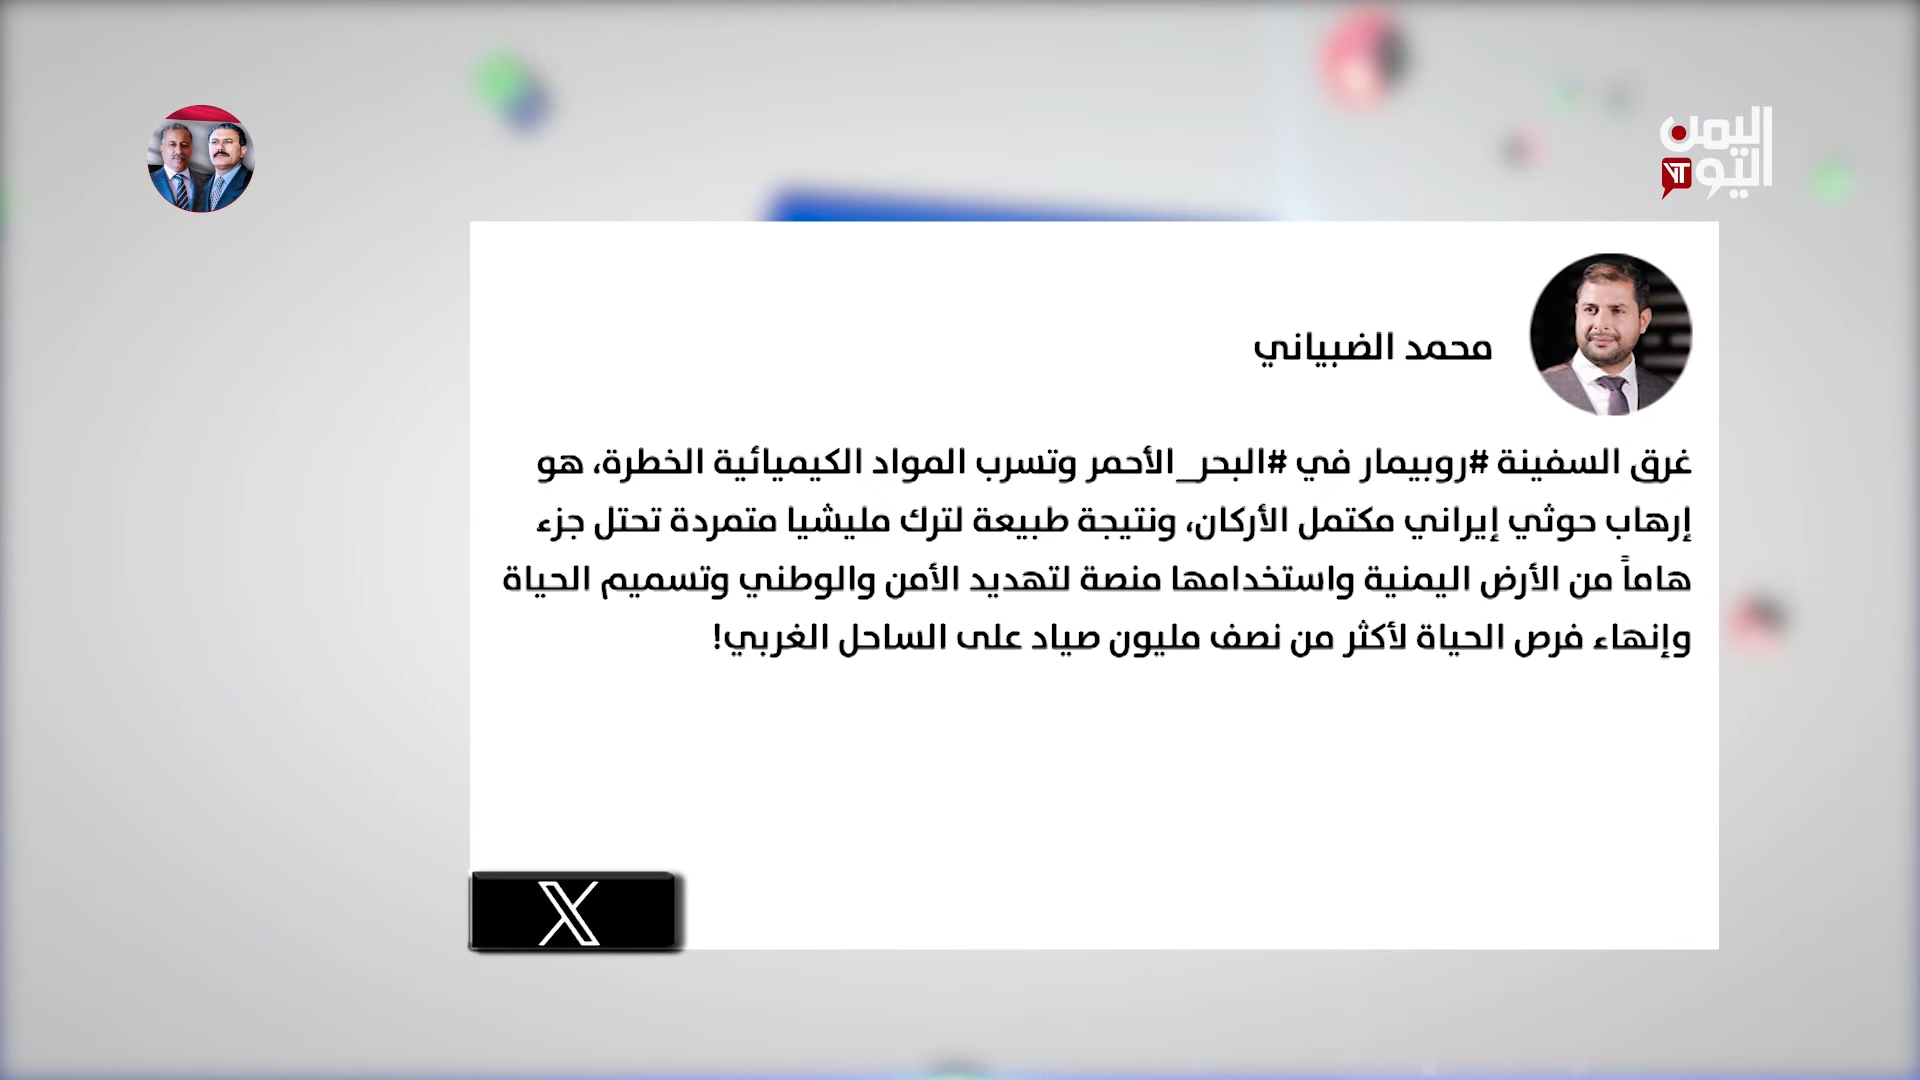 اليمن
اليوم
YT
محمد الضبياني
غرق السفينة #روبيمار في #البحر_الأحمر وتسرب المواد الكيميائية الخطرة، هو
إرهاب حوثي إيراني مكتمل الأركان، ونتيجة طبيعة لترك مليشيا متمردة تحتل جزء
هاماً من الأرض اليمنية واستخدامها منصة لتهديد الأمن والوطني وتسميم الحياة
وإنهاء فرص الحياة لأكثر من نصف مليون صياد على الساحل الغربي!
X